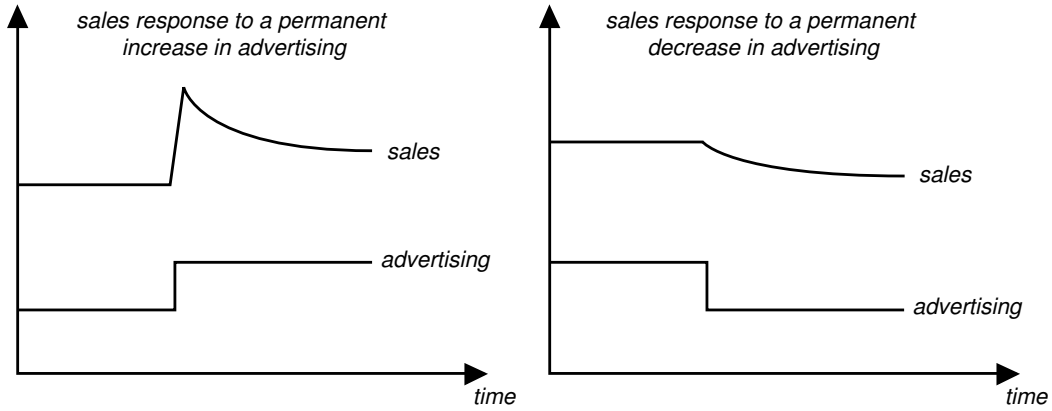 sales response to a permanent
increase in advertising
sales
advertising
time
sales response to a permanent
decrease in advertising
sales
advertising
time